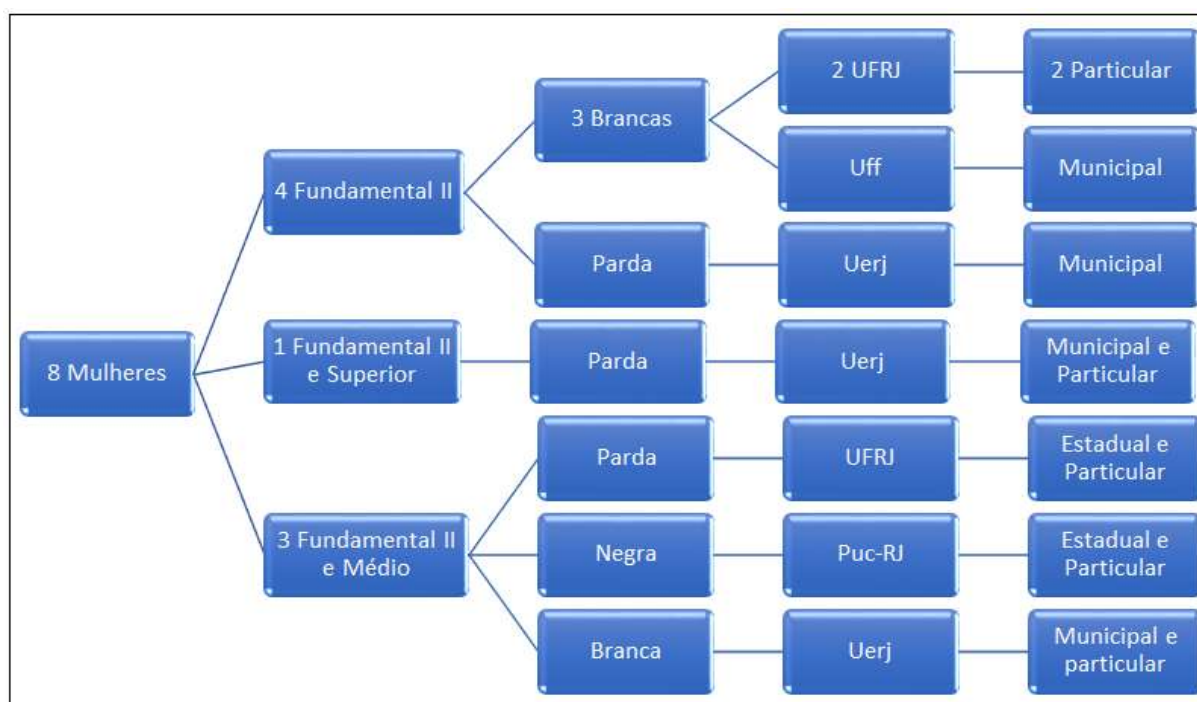 8 Mulheres
4 Fundamental II
3 Brancas
2 UFRJ
2 Particular
Uff
Municipal
Parda
Uerj
Municipal
1 Fundamental II
e Superior
Parda
Uerj
Municipal e
Particular
3 Fundamental II
e Médio
Parda
UFRJ
Estadual e
Particular
Negra
Puc-RJ
Estadual e
Particular
Branca
Uerj
Municipal e
particular